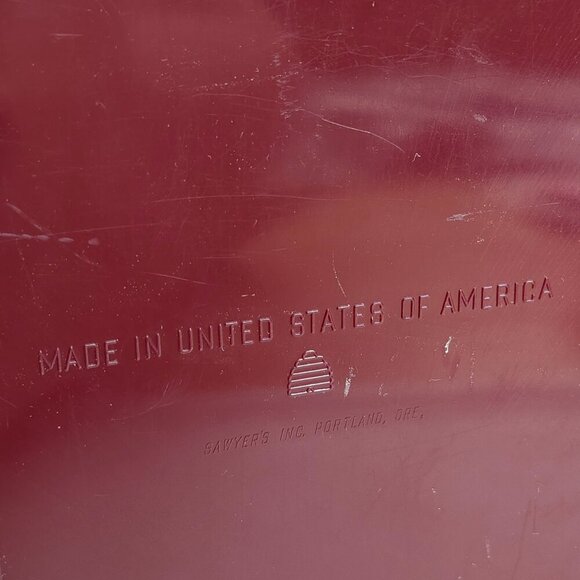 MADE IN UNITED STATES OF AMERICA
SAWYER'S INC. PORTLAND, ORE.